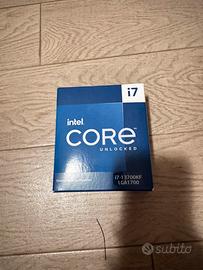 i7
intel
CORE
UNLOCKED
i7-13700KF
LGA1700
subito